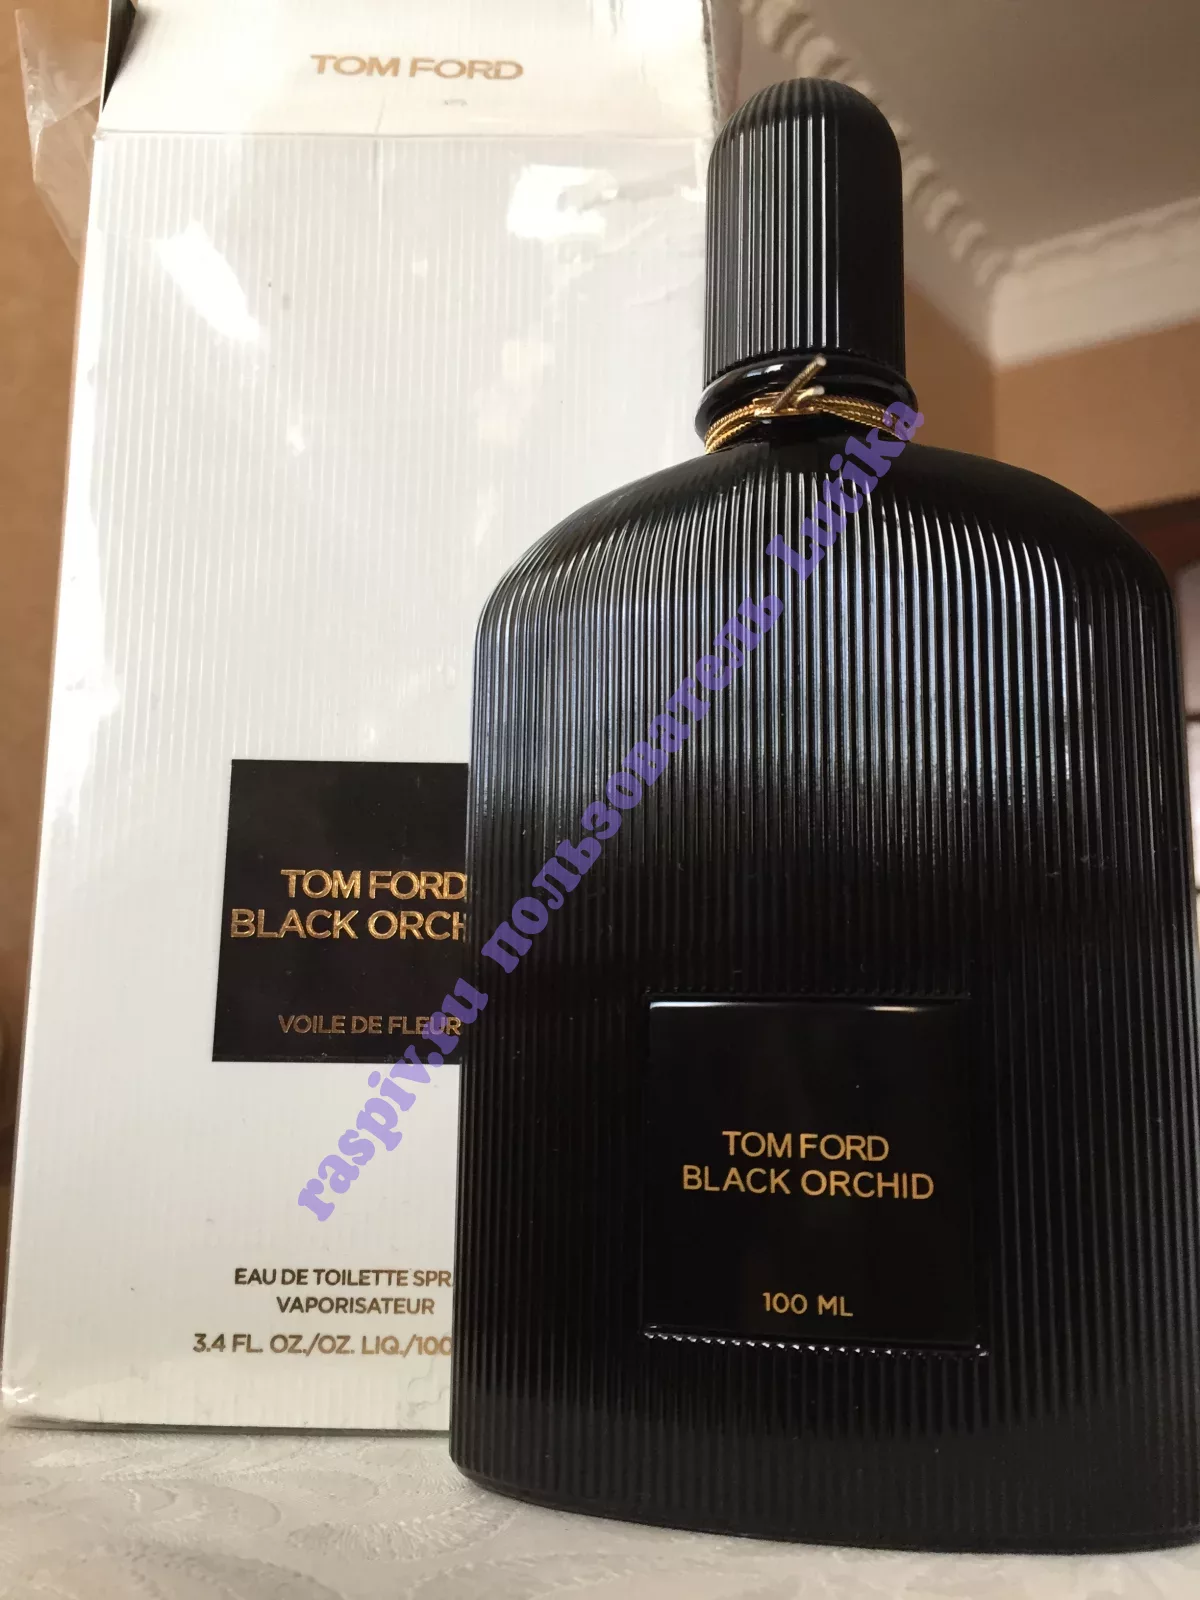 TOM FORD
TOM FORD
BLACK ORCH
VOILE DE FLEUR
EAU DE TOILETTE SPR
VAPORISATEUR
3.4 FL. OZ./OZ. LIQ./100
TOM FORD
BLACK ORCHID
100 ML
raspiv.ru пользователь Lutika